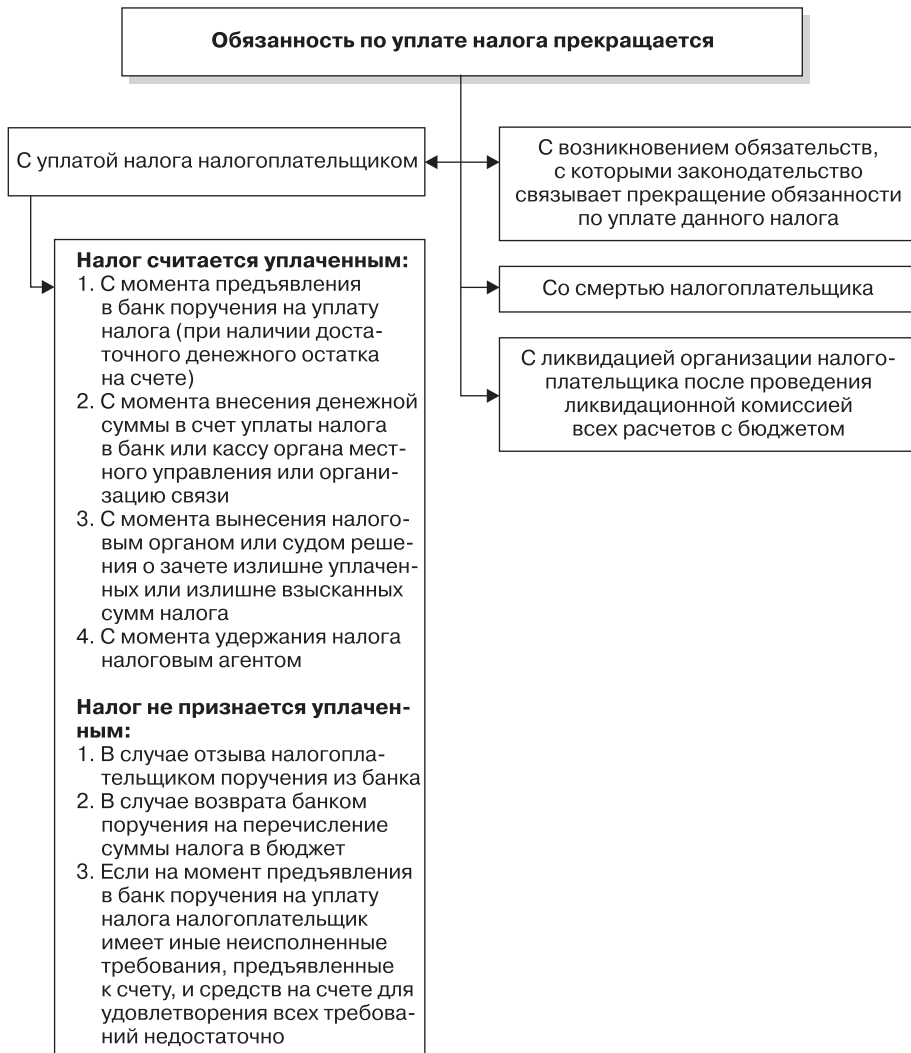 Обязанность по уплате налога прекращается
С уплатой налога налогоплательщиком
С возникновением обязательств,
с которыми законодательство
связывает прекращение обязанности
по уплате данного налога
Со смертью налогоплательщика
С ликвидацией организации налого-
плательщика после проведения
ликвидационной комиссией
всех расчетов с бюджетом
Налог считается уплаченным:
1. С момента предъявления
в банк поручения на уплату
налога (при наличии доста-
точного денежного остатка
на счете)
2. С момента внесения денежной
суммы в счет уплаты налога
в банк или кассу органа мест-
ного управления или органи-
зацию связи
3. С момента вынесения налого-
вым органом или судом реше-
ния о зачете излишне уплачен-
ных или излишне взысканных
сумм налога
4. С момента удержания налога
налоговым агентом
Налог не признается уплачен-
ным:
1. В случае отзыва налогопла-
тельщиком поручения из банка
2. В случае возврата банком
поручения на перечисление
суммы налога в бюджет
3. Если на момент предъявления
в банк поручения на уплату
налога налогоплательщик
имеет иные неисполненные
требования, предъявленные
к счету, и средств на счете для
удовлетворения всех требова-
ний недостаточно